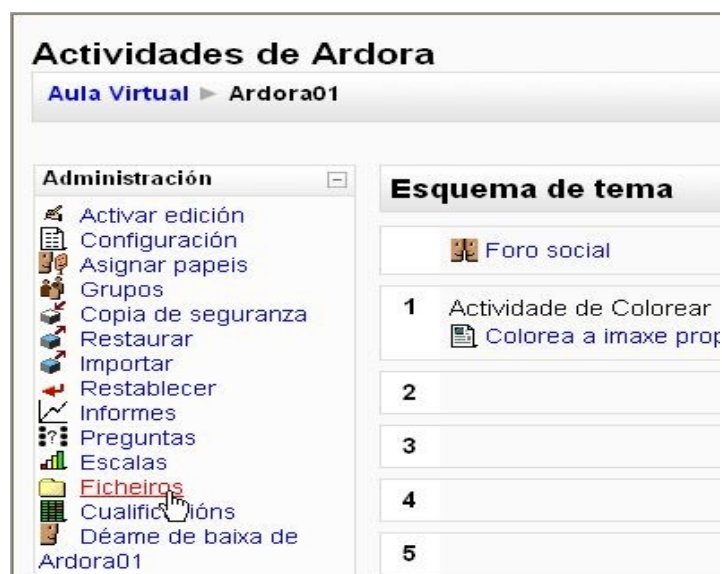 Actividades de Ardora
Aula Virtual ► Ardora01
Administración
Activar edición
Configuración
Asignar papeis
Grupos
Copia de seguranza
Restaurar
Importar
Restablecer
Informes
Preguntas
Escalas
Ficheiros
Déame de baixa de
Ardora01
Esquema de tema
Foro social
1 Actividade de Colorear
Colorea a imaxe prop
2
3
4
5